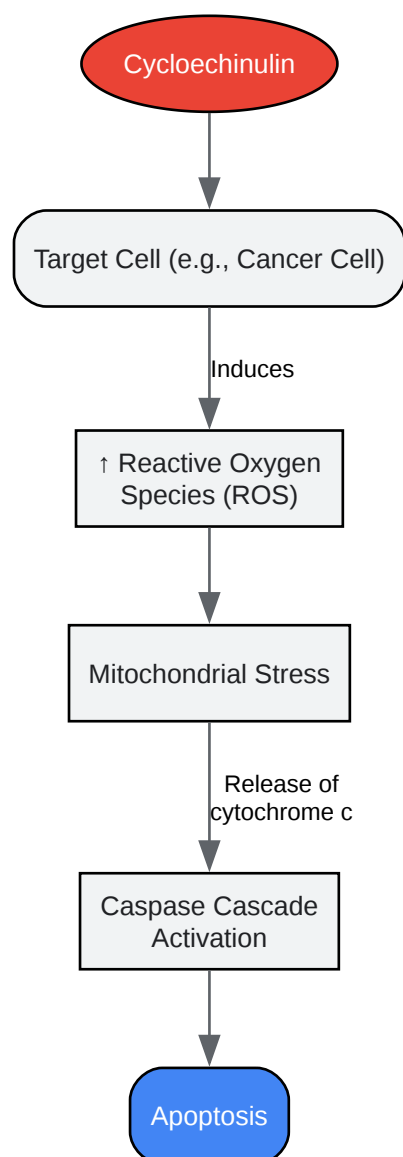 Cycloechinulin
Target Cell (e.g., Cancer Cell)
Induces
↑ Reactive Oxygen
Species (ROS)
Mitochondrial Stress
Release of
cytochrome c
Caspase Cascade
Activation
Apoptosis